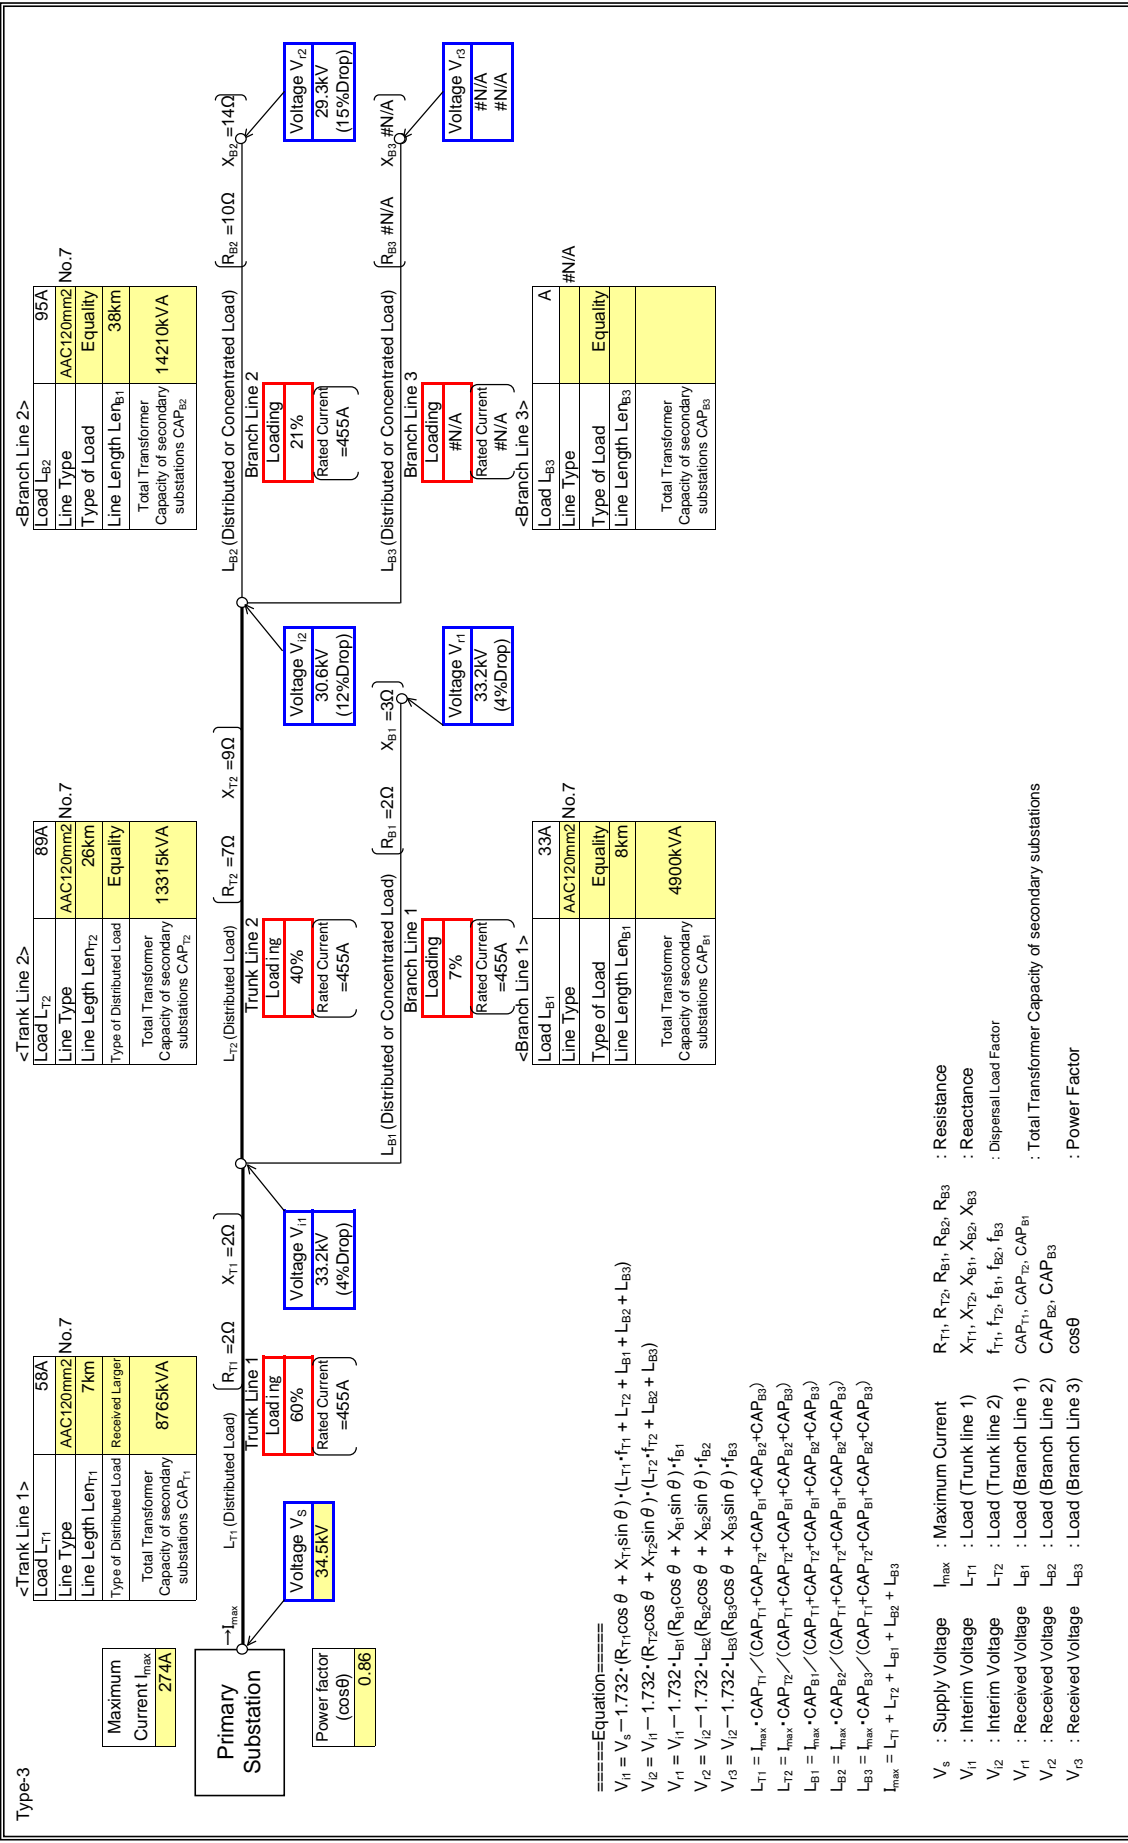 Type-3
Maximum
Current Imax
274A
Primary
Substation
Power factor
(cosθ)
0.86
→Imax
Voltage VS
34.5kV
<Trank Line 1>
Load LT1 58A
Line Type AAC120mm2 No.7
Line Legth LenT1 7km
Type of Distributed Load Received Larger
Total Transformer
Capacity of secondary
substations CAPT1
8765kVA
LT1 (Distributed Load) RT1 =2Ω XT1 =2Ω
Trunk Line 1
Loading
60%
Rated Current
=455A
Voltage Vi1
33.2kV
(4%Drop)
<Trank Line 2>
Load LT2 89A
Line Type AAC120mm2 No.7
Line Legth LenT2 26km
Type of Distributed Load Equality
Total Transformer
Capacity of secondary
substations CAPT2
13315kVA
LT2 (Distributed Load) RT2 =7Ω XT2 =9Ω
Trunk Line 2
Loading
40%
Rated Current
=455A
Voltage Vi2
30.6kV
(12%Drop)
LB1 (Distributed or Concentrated Load) RB1 =2Ω XB1 =3Ω
Branch Line 1
Loading
7%
Rated Current
=455A
Voltage Vr1
33.2kV
(4%Drop)
<Branch Line 1>
Load LB1 33A
Line Type AAC120mm2 No.7
Type of Load Equality
Line Length LenB1 8km
Total Transformer
Capacity of secondary
substations CAPB1
4900kVA
<Branch Line 2>
Load LB2 95A
Line Type AAC120mm2 No.7
Type of Load Equality
Line Length LenB1 38km
Total Transformer
Capacity of secondary
substations CAPB2
14210kVA
LB2 (Distributed or Concentrated Load) RB2 =10Ω XB2 =14Ω
Branch Line 2
Loading
21%
Rated Current
=455A
Voltage Vr2
29.3kV
(15%Drop)
LB3 (Distributed or Concentrated Load) RB3 #N/A XB3 #N/A
Branch Line 3
Loading
#N/A
Rated Current
#N/A
Voltage Vr3
#N/A
#N/A
<Branch Line 3>
Load LB3 A
Line Type #N/A
Type of Load Equality
Line Length LenB3
Total Transformer
Capacity of secondary
substations CAPB3
=====Equation=====
Vi1 = Vs－1.732･(RT1cos θ + XT1sin θ)･(LT1･fT1 + LT2 + LB1 + LB2 + LB3)
Vi2 = Vi1－1.732･(RT2cos θ + XT2sin θ)･(LT2･fT2 + LB2 + LB3)
Vr1 = Vi1－1.732･LB1(RB1cos θ + XB1sin θ)･fB1
Vr2 = Vi2－1.732･LB2(RB2cos θ + XB2sin θ)･fB2
Vr3 = Vi2－1.732･LB3(RB3cos θ + XB3sin θ)･fB3
LT1 = Imax･CAPT1／(CAPT1+CAPT2+CAPB1+CAPB2+CAPB3)
LT2 = Imax･CAPT2／(CAPT1+CAPT2+CAPB1+CAPB2+CAPB3)
LB1 = Imax･CAPB1／(CAPT1+CAPT2+CAPB1+CAPB2+CAPB3)
LB2 = Imax･CAPB2／(CAPT1+CAPT2+CAPB1+CAPB2+CAPB3)
LB3 = Imax･CAPB3／(CAPT1+CAPT2+CAPB1+CAPB2+CAPB3)
Imax = LT1 + LT2 + LB1 + LB2 + LB3
Vs : Supply Voltage Imax : Maximum Current RT1, RT2, RB1, RB2, RB3 : Resistance
Vi1 : Interim Voltage LT1 : Load (Trunk line 1) XT1, XT2, XB1, XB2, XB3 : Reactance
Vi2 : Interim Voltage LT2 : Load (Trunk line 2) fT1, fT2, fB1, fB2, fB3 : Dispersal Load Factor
Vr1 : Received Voltage LB1 : Load (Branch Line 1) CAPT1, CAPT2, CAPB1
Vr2 : Received Voltage LB2 : Load (Branch Line 2) CAPB2, CAPB3 : Total Transformer Capacity of secondary substations
Vr3 : Received Voltage LB3 : Load (Branch Line 3) cosθ : Power Factor